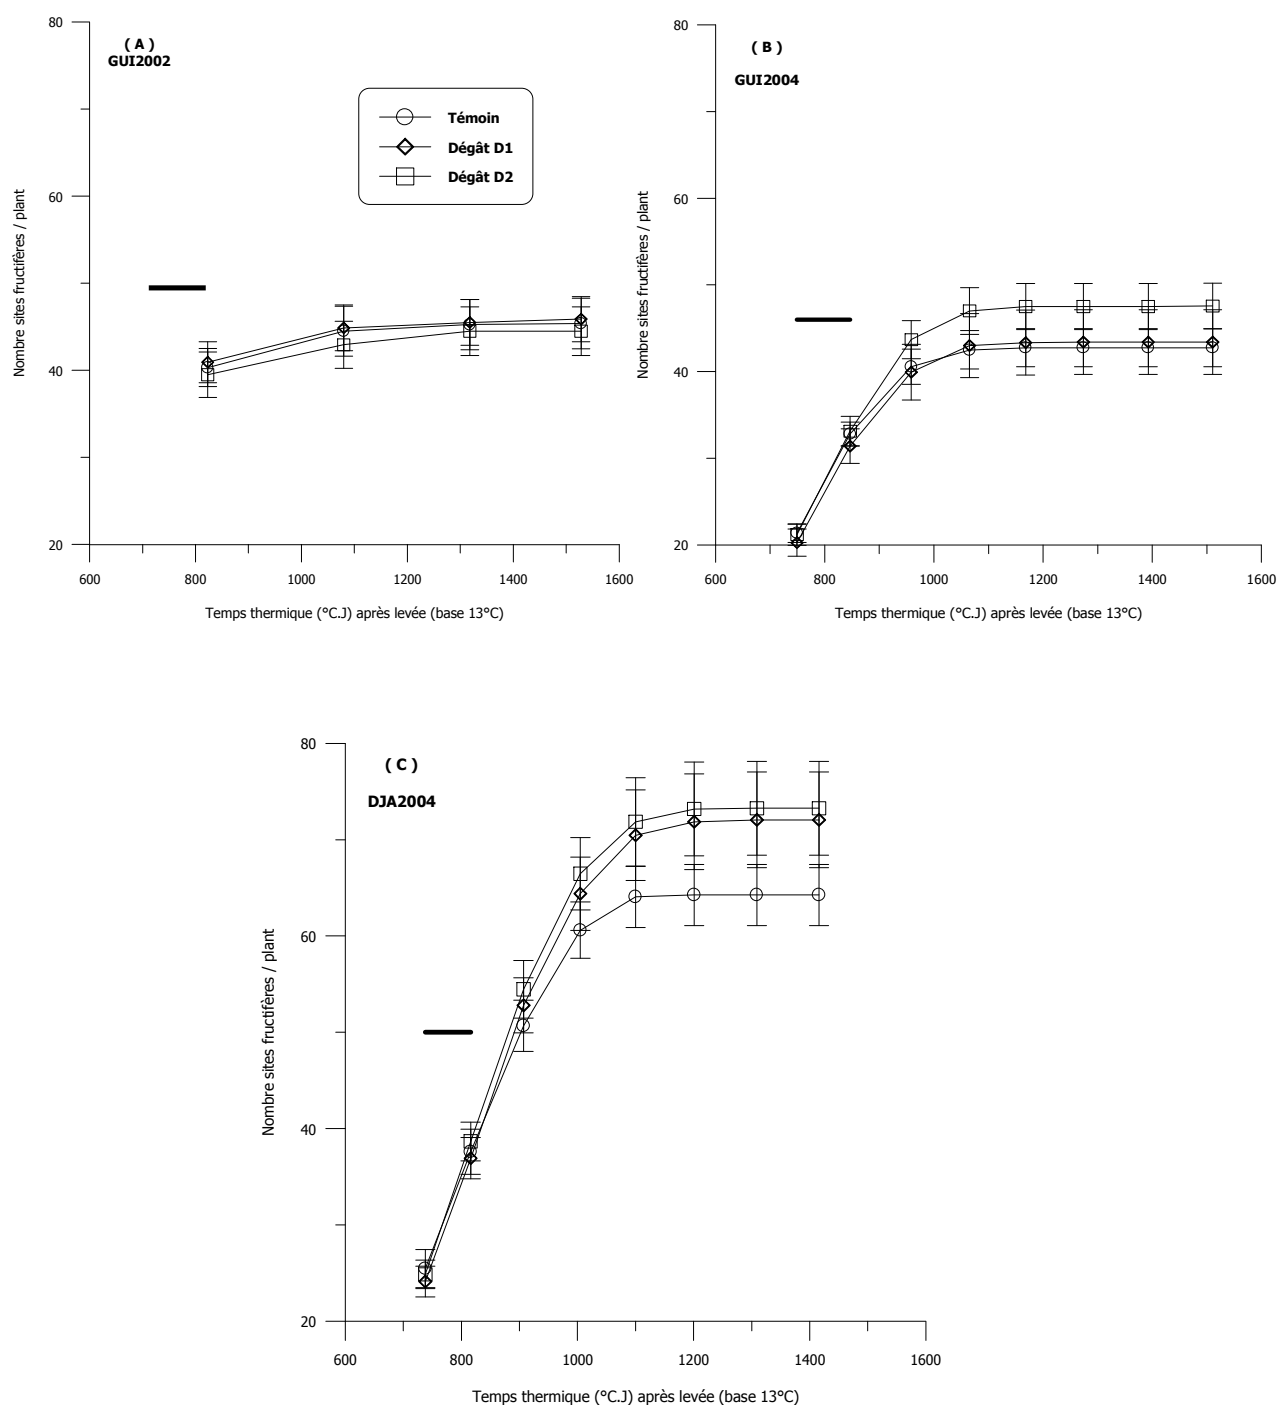 ( A )
GUI2002
Témoin
Dégât D1
Dégât D2
80
60
40
20
600
800
1000
1200
1400
1600
Nombre sites fructifères / plant
Temps thermique (°C.J) après levée (base 13°C)
( B )
GUI2004
80
60
40
20
600
800
1000
1200
1400
1600
Nombre sites fructifères / plant
Temps thermique (°C.J) après levée (base 13°C)
( C )
DJA2004
80
60
40
20
600
800
1000
1200
1400
1600
Nombre sites fructifères / plant
Temps thermique (°C.J) après levée (base 13°C)